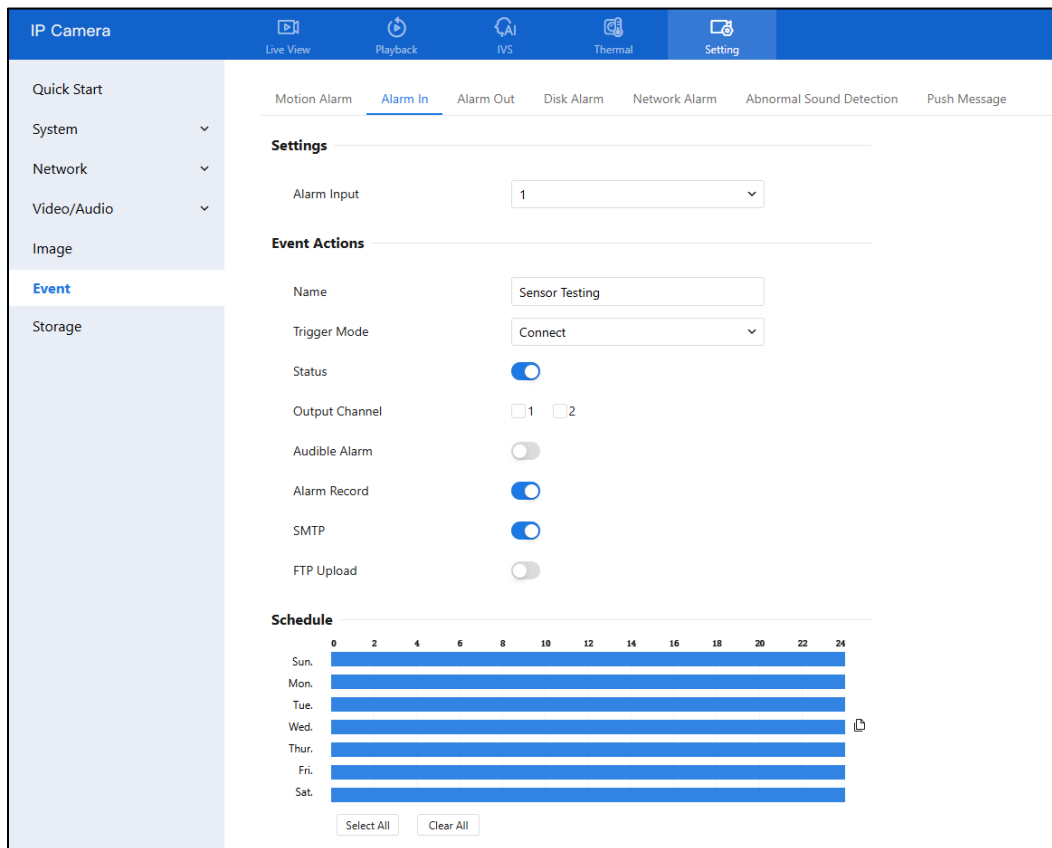 IP Camera
Live View
Playback
AI
IVS
Thermal
Setting
Quick Start
System
Network
Video/Audio
Image
Event
Storage
Motion Alarm Alarm In Alarm Out Disk Alarm Network Alarm Abnormal Sound Detection Push Message
Settings
Alarm Input 1
Event Actions
Name Sensor Testing
Trigger Mode Connect
Status
Output Channel 1 2
Audible Alarm
Alarm Record
SMTP
FTP Upload
Schedule
0 2 4 6 8 10 12 14 16 18 20 22 24
Sun.
Mon.
Tue.
Wed.
Thur.
Fri.
Sat.
Select All Clear All